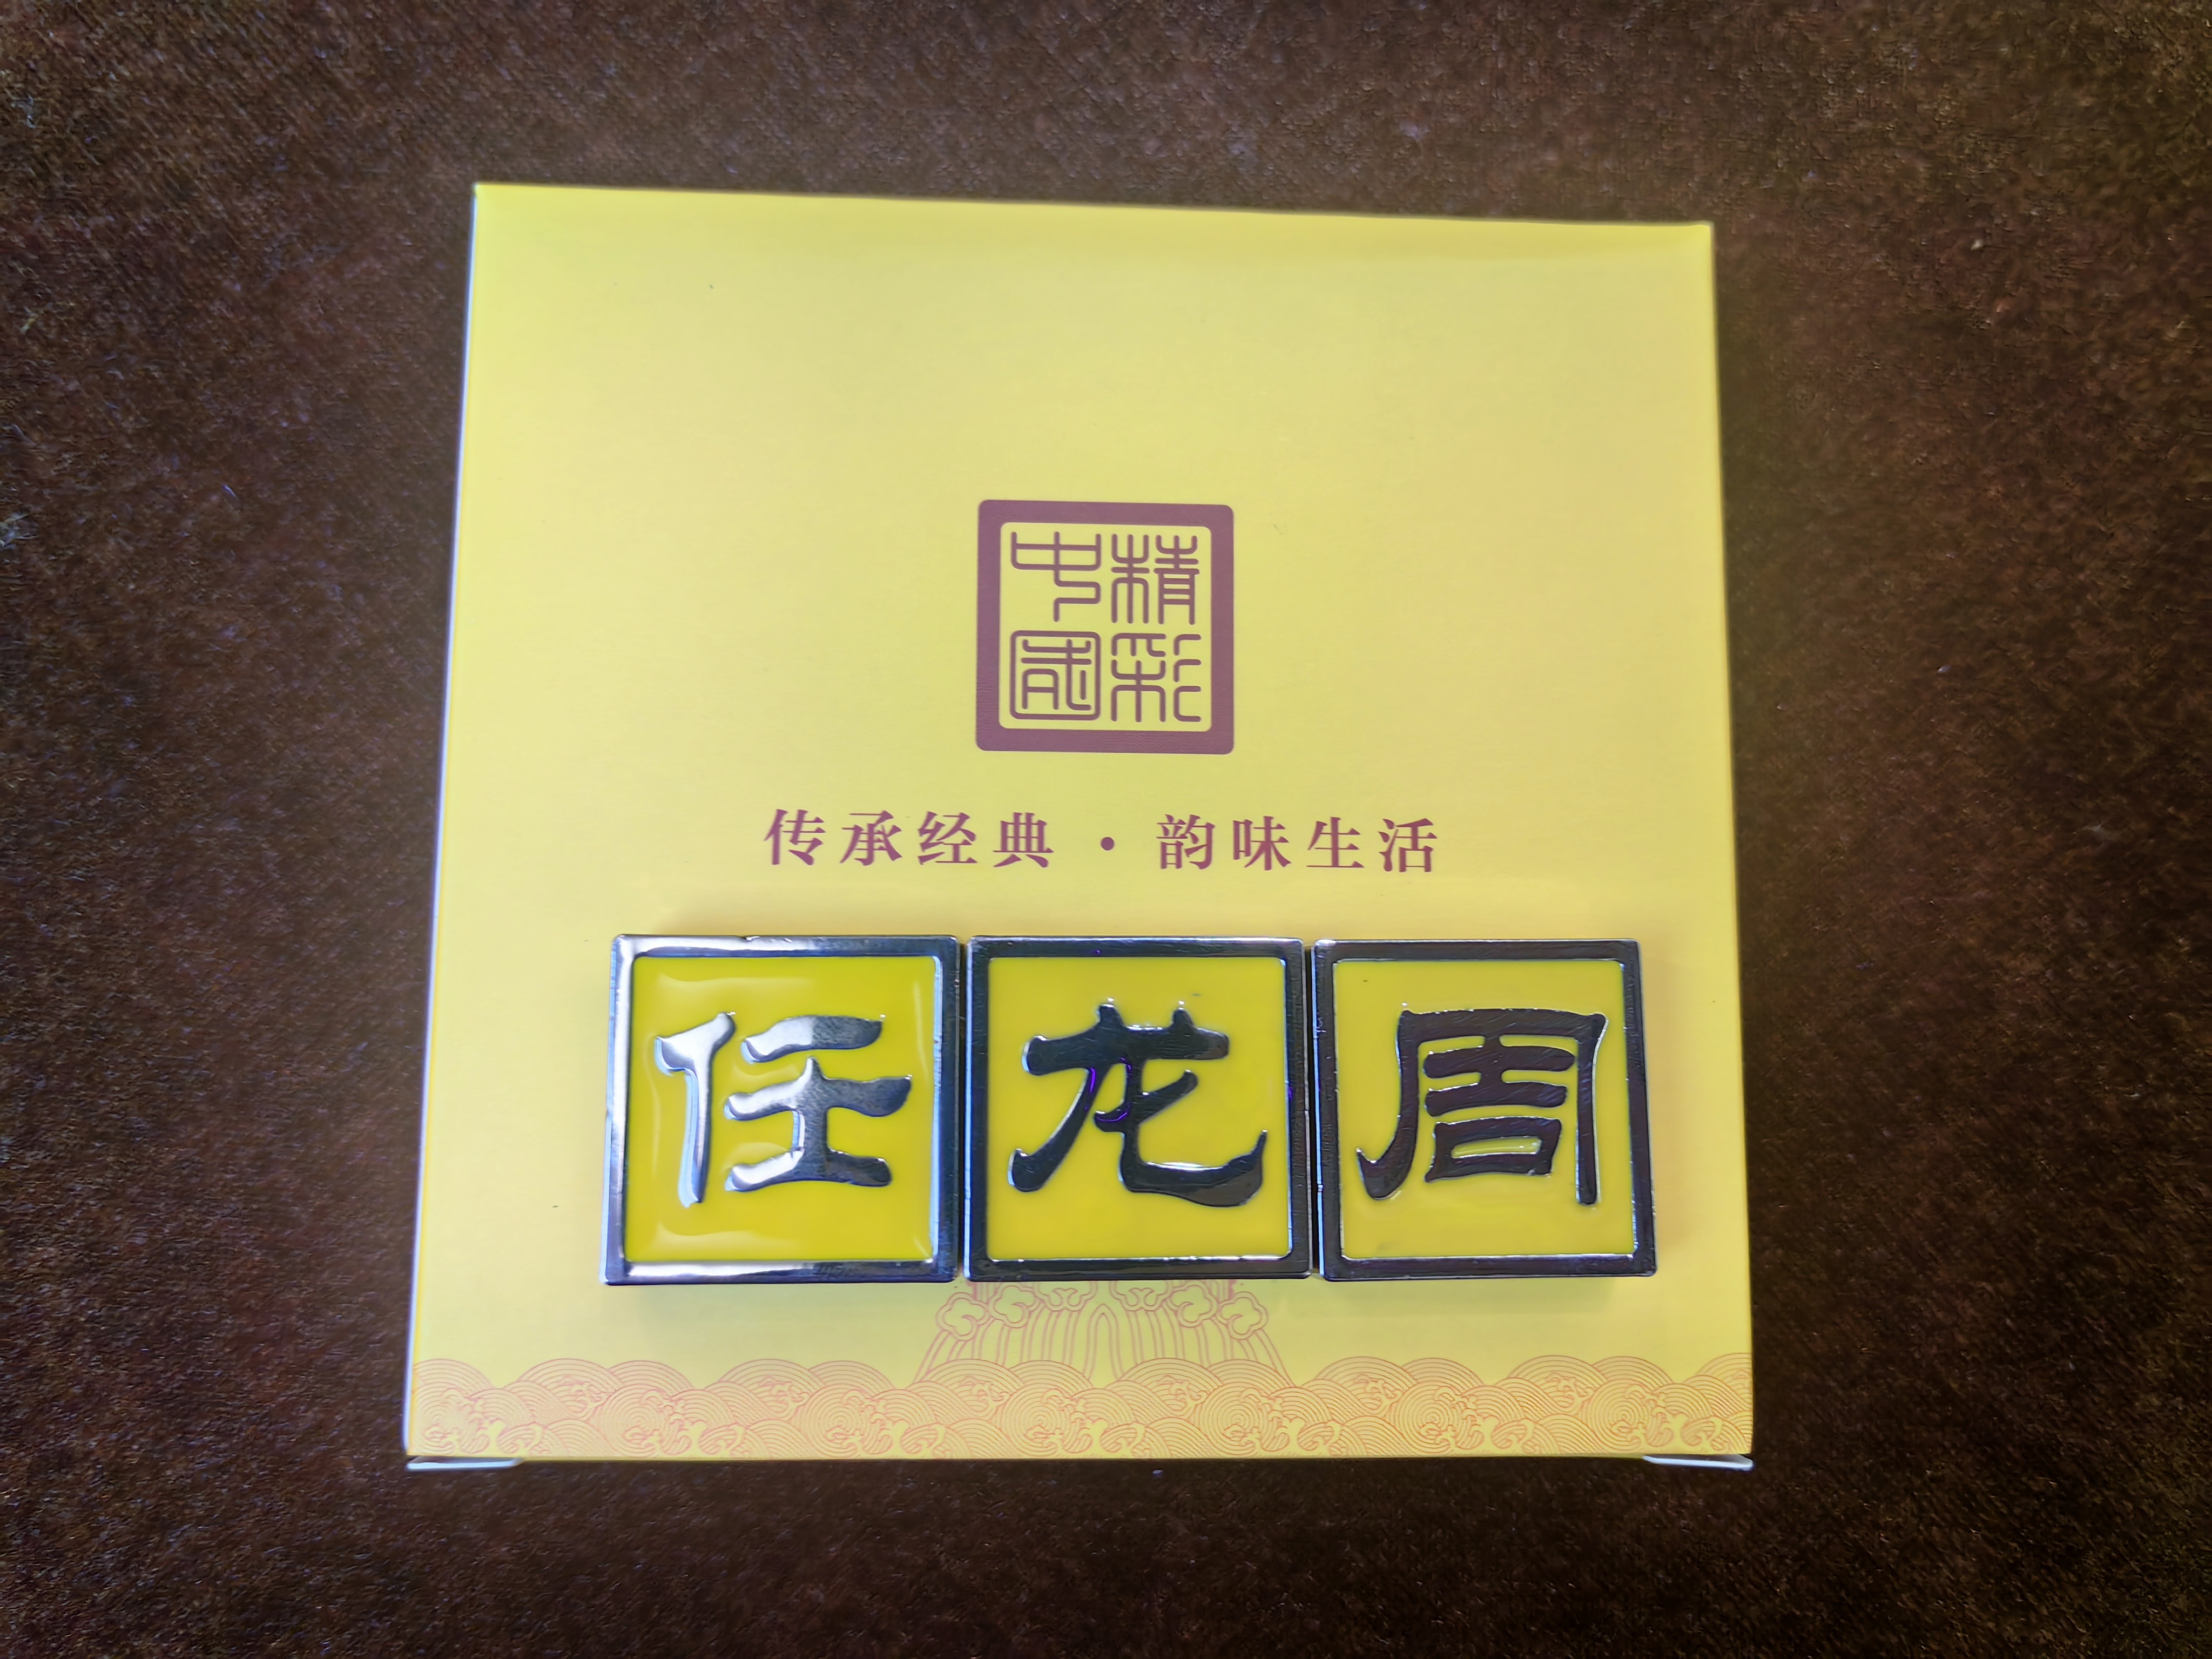 精彩
中国
传承经典·韵味生活
任龙周